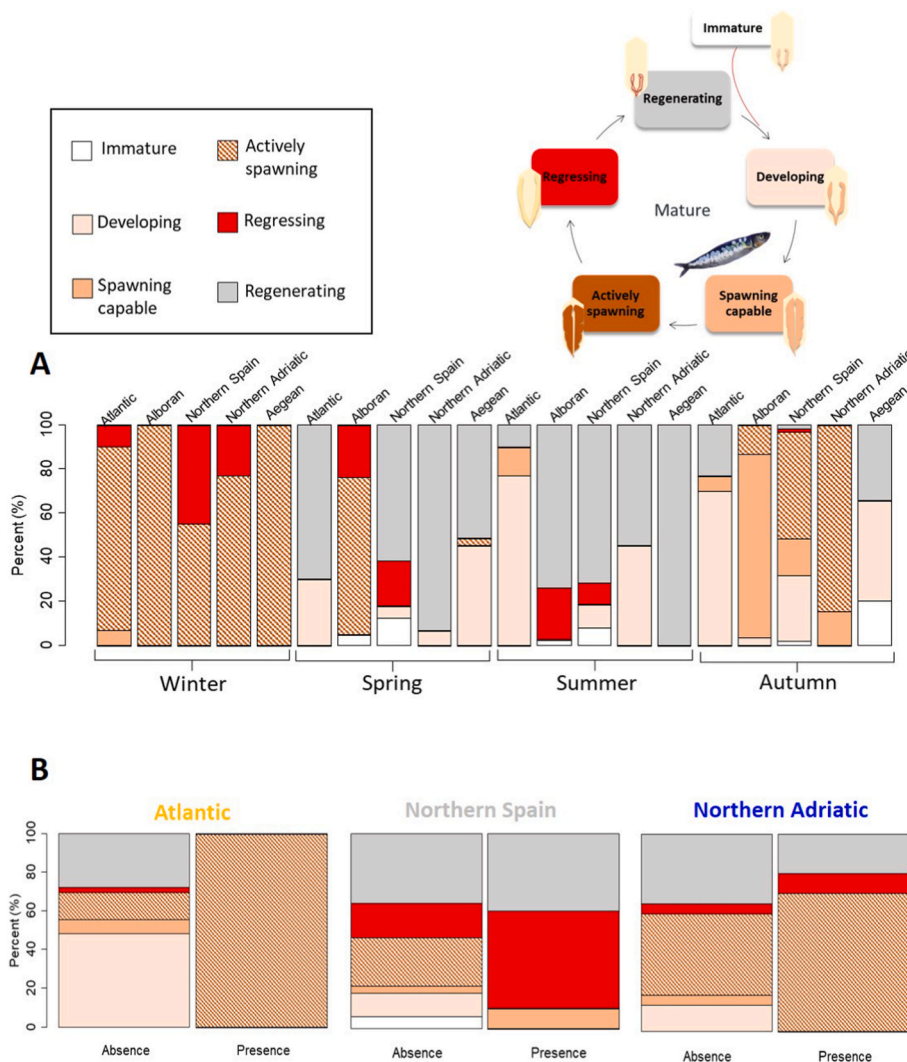 Immature
Regenerating
Regressing
Developing
Mature
Actively
spawning
Spawning
capable
Immature
Actively
spawning
Developing
Regressing
Spawning
capable
Regenerating
A
Atlantic
Alboran
Northern Spain
Northern Adriatic
Aegean
Atlantic
Alboran
Northern Spain
Northern Adriatic
Aegean
Atlantic
Alboran
Northern Spain
Northern Adriatic
Aegean
Atlantic
Alboran
Northern Spain
Northern Adriatic
Aegean
Percent (%)
100
80
60
40
20
0
Winter
Spring
Summer
Autumn
B
Atlantic
Northern Spain
Northern Adriatic
Percent (%)
100
80
60
40
20
0
Absence
Presence
Absence
Presence
Absence
Presence